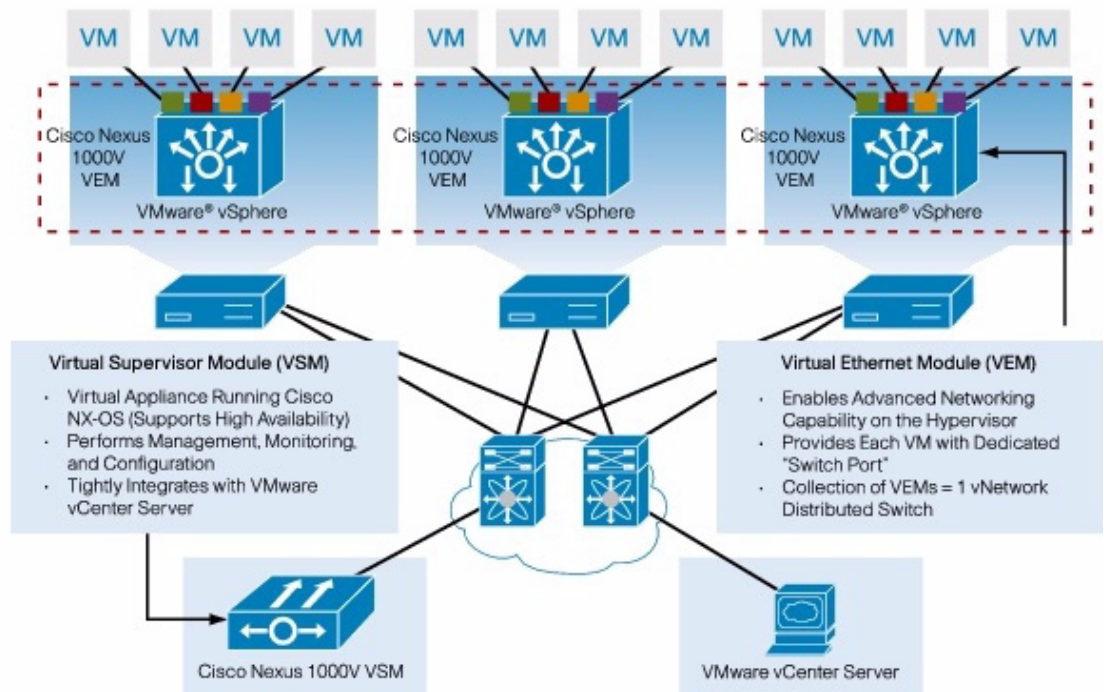 VM VM VM VM VM VM VM VM VM VM VM VM
Cisco Nexus
1000V
VEM
VMware® vSphere
Cisco Nexus
1000V
VEM
VMware® vSphere
Cisco Nexus
1000V
VEM
VMware® vSphere
Virtual Supervisor Module (VSM)
· Virtual Appliance Running Cisco
NX-OS (Supports High Availability)
· Performs Management, Monitoring,
and Configuration
· Tightly Integrates with VMware
vCenter Server
Virtual Ethernet Module (VEM)
· Enables Advanced Networking
Capability on the Hypervisor
· Provides Each VM with Dedicated
"Switch Port"
· Collection of VEMs = 1 vNetwork
Distributed Switch
Cisco Nexus 1000V VSM
VMware vCenter Server